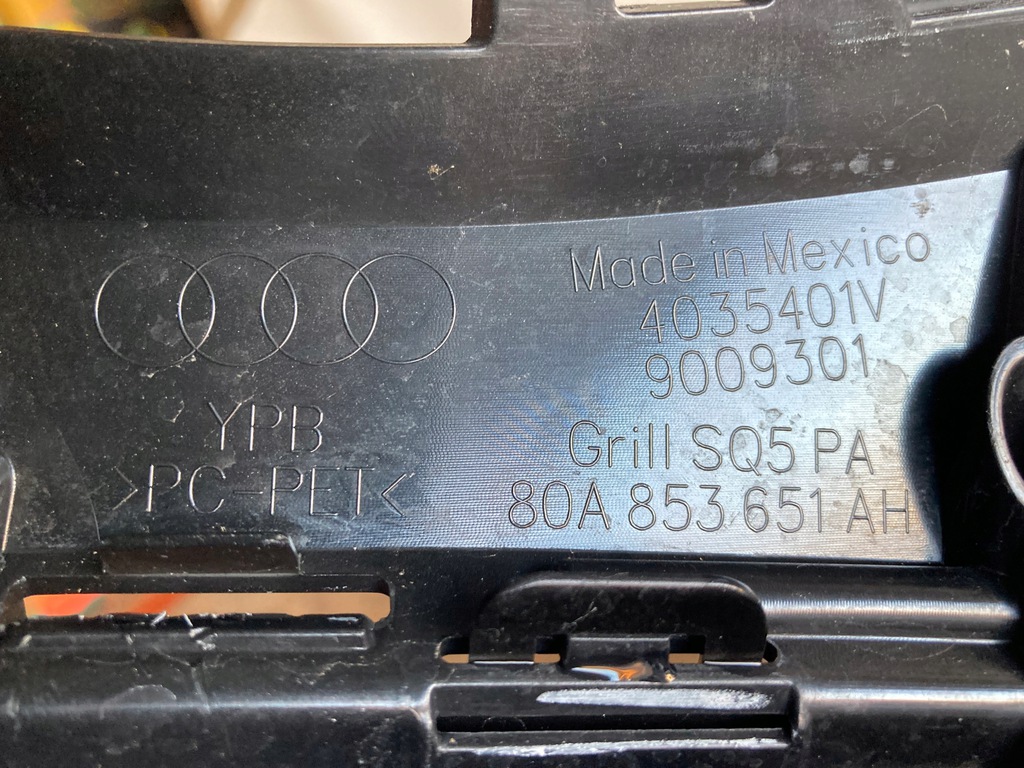 Made in Mexico
4035401V
9009301
YPB
>PC-PET<
Grill SQ5 PA
80A 853 651 AH